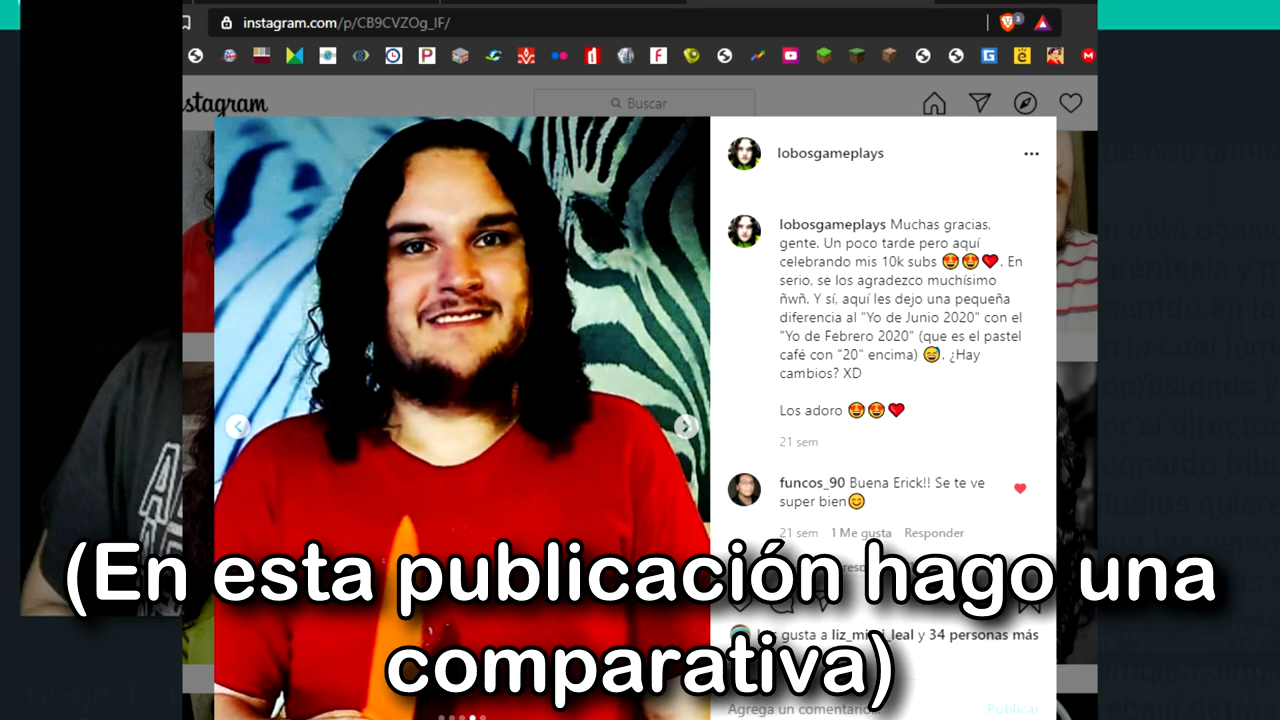 instagram.com/p/CB9CVZOg_lF/
stagram
Buscar
lobosgameplays
lobosgameplays Muchas gracias,
gente. Un poco tarde pero aquí
celebrando mis 10k subs 🤩🤩❤️. En
serio, se los agradezco muchísimo
ñwñ. Y sí, aquí les dejo una pequeña
diferencia al "Yo de Junio 2020" con el
"Yo de Febrero 2020" (que es el pastel
café con "20" encima) 😅. ¿Hay
cambios? XD
Los adoro 🤩🤩❤️
21 sem
funcos_90 Buena Erick!! Se te ve
super bien😊
21 sem 1 Me gusta Responder
(En esta publicación hago una
gusta a y 34 personas más
comparativa)
Agrega un comentario...
Publicar